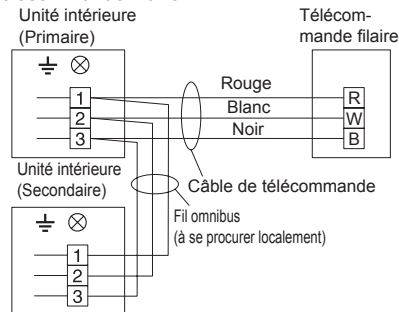 Unité intérieure
(Primaire)
Télécom-
mande filaire
1
2
3
Rouge
Blanc
Noir
R
W
B
Unité intérieure
(Secondaire)
Câble de télécommande
Fil omnibus
(à se procurer localement)
1
2
3